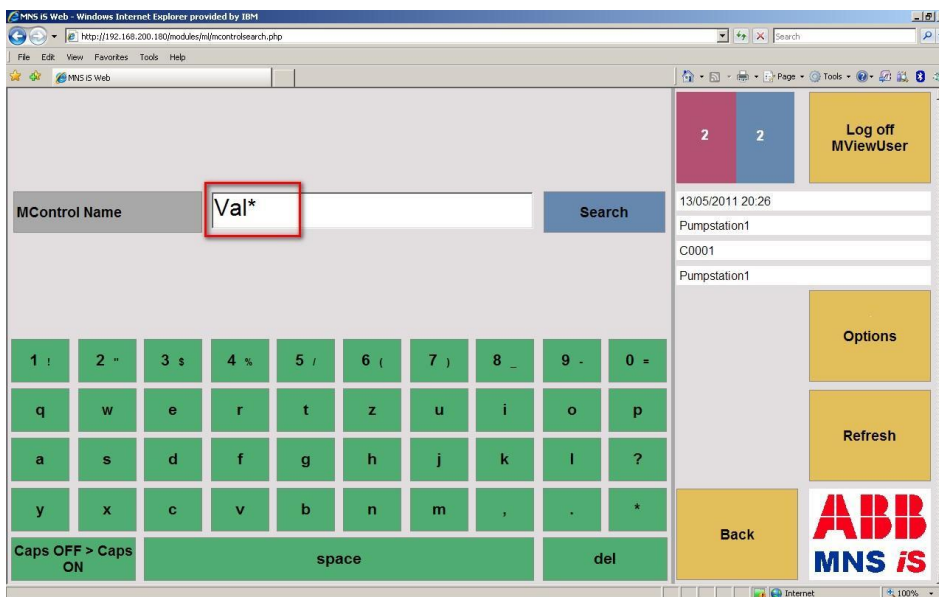 MNS iS Web - Windows Internet Explorer provided by IBM
http://192.168.200.180/modules/ml/mcontrolsearch.php
Search
File Edit View Favorites Tools Help
MNS iS Web
Page Tools
2 2
Log off
MViewUser
MControl Name
Val*
Search
13/05/2011 20:26
Pumpstation1
C0001
Pumpstation1
Options
1 ! 2 " 3 $ 4 % 5 / 6 ( 7 ) 8 _ 9 - 0 =
q w e r t z u i o p
Refresh
a s d f g h j k l ?
y x c v b n m , . *
Back
ABB
MNS iS
Caps OFF > Caps
ON
space
del
Internet
100%